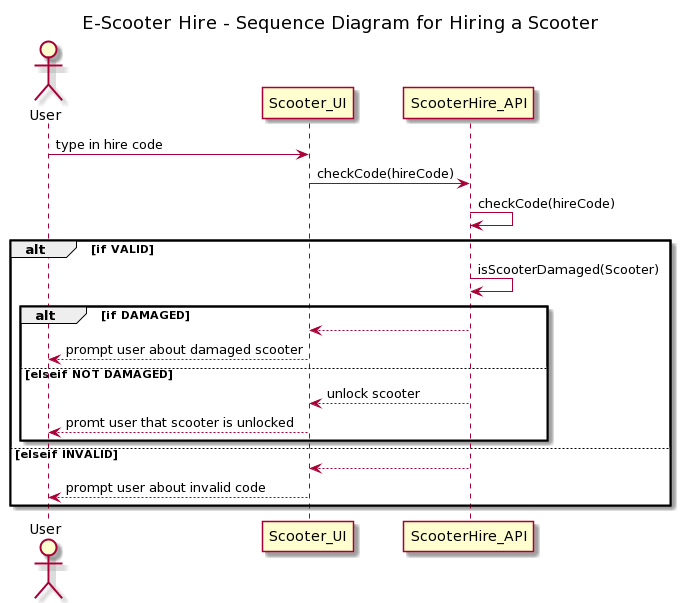 E-Scooter Hire - Sequence Diagram for Hiring a Scooter
User
Scooter_UI
ScooterHire_API
type in hire code
checkCode(hireCode)
checkCode(hireCode)
alt
[if VALID]
isScooterDamaged(Scooter)
alt
[if DAMAGED]
prompt user about damaged scooter
[elseif NOT DAMAGED]
unlock scooter
promt user that scooter is unlocked
[elseif INVALID]
prompt user about invalid code
User
Scooter_UI
ScooterHire_API